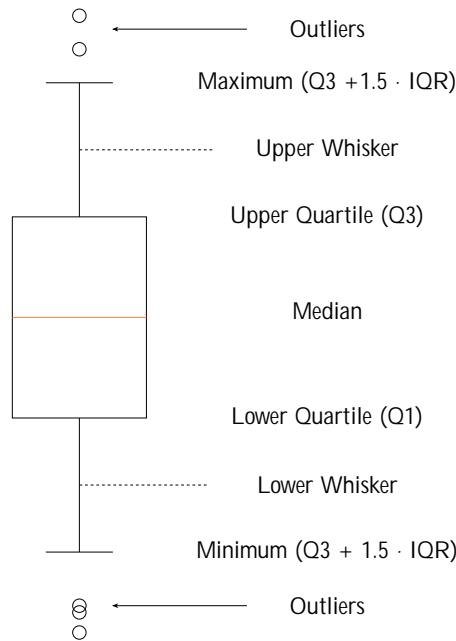 Outliers
Maximum (Q3 +1.5 · IQR)
Upper Whisker
Upper Quartile (Q3)
Median
Lower Quartile (Q1)
Lower Whisker
Minimum (Q3 + 1.5 · IQR)
Outliers